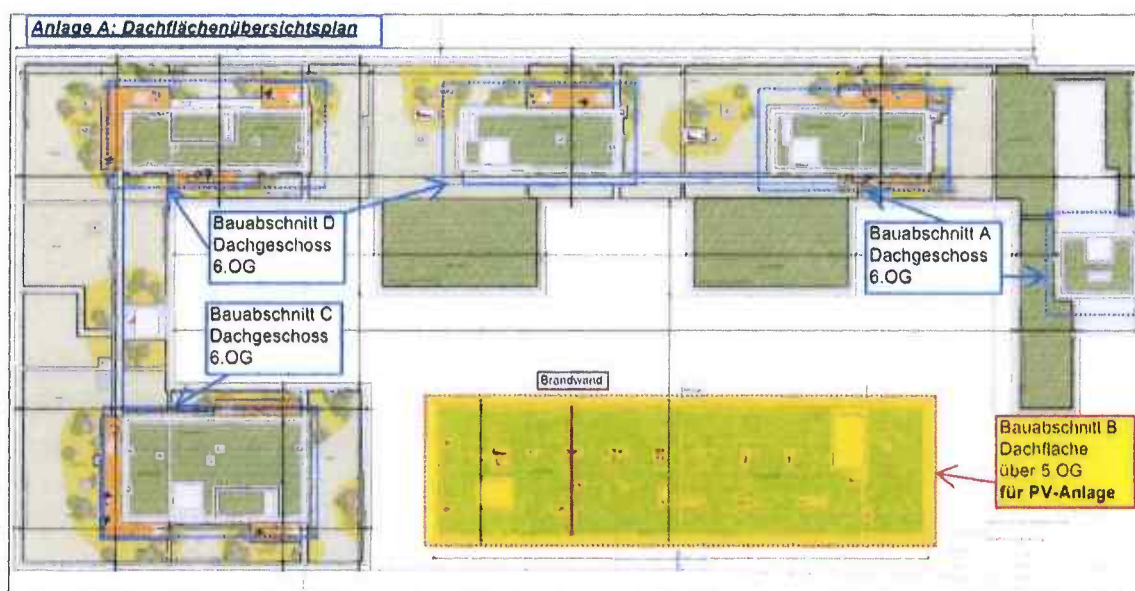 Anlage A: Dachflächenübersichtsplan
Bauabschnitt D
Dachgeschoss
6.OG
Bauabschnitt A
Dachgeschoss
6.OG
Bauabschnitt C
Dachgeschoss
6.OG
Brandwand
Bauabschnitt B
Dachfläche
über 5 OG
für PV-Anlage